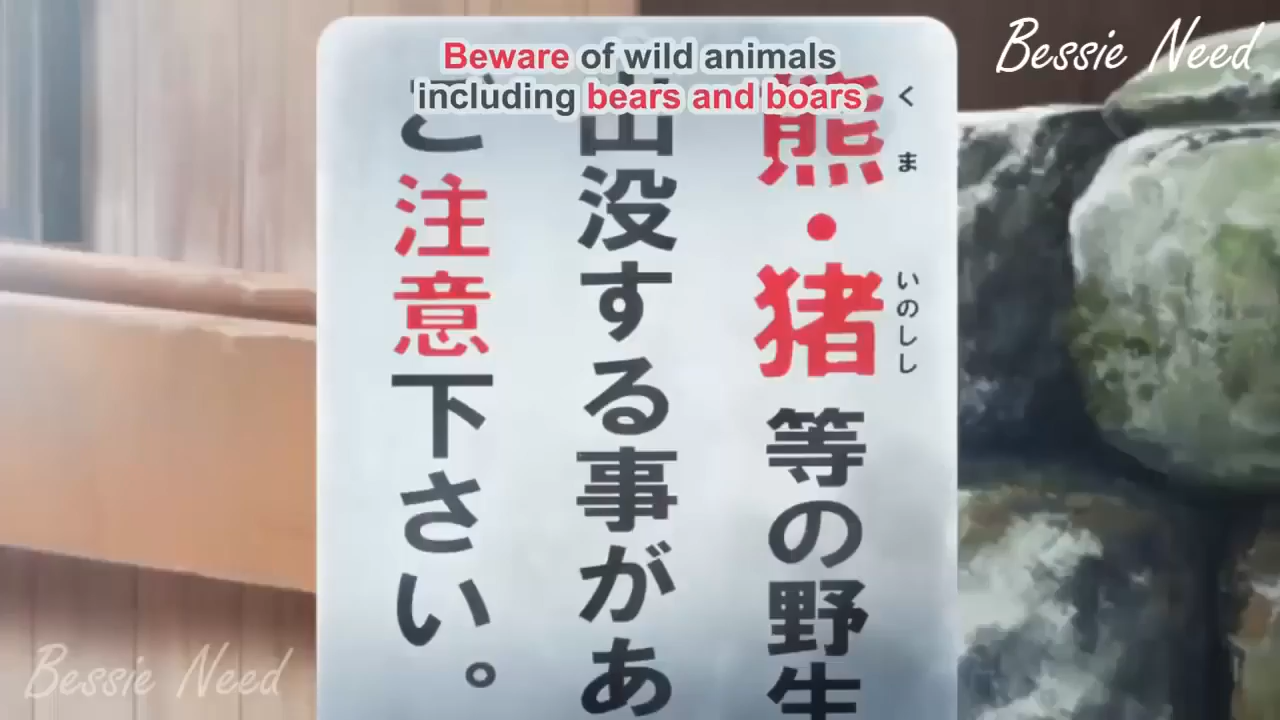 Beware of wild animals
including bears and boars
Bessie Need
くま
いのしし
熊・猪等の野生
出没する事があ
ご注意下さい。
Bessie Need